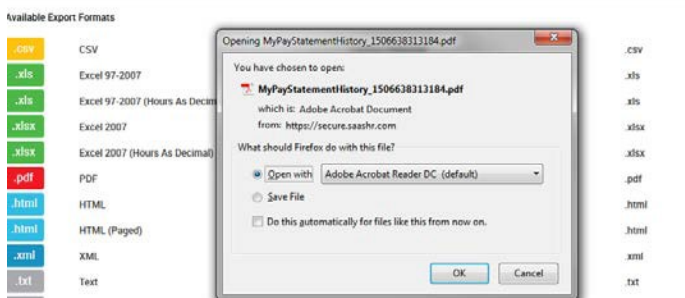 Available Export Formats
.csv CSV .csv
.xls Excel 97-2007 .xls
.xls Excel 97-2007 (Hours As Decim .xls
.xlsx Excel 2007 .xlsx
.xlsx Excel 2007 (Hours As Decimal) .xlsx
.pdf PDF .pdf
.html HTML .html
.html HTML (Paged) .html
.xml XML .xml
.txt Text .txt
Opening MyPayStatementHistory_1506638313184.pdf
You have chosen to open:
MyPayStatementHistory_1506638313184.pdf
which is: Adobe Acrobat Document
from: https://secure.saashr.com
What should Firefox do with this file?
Open with Adobe Acrobat Reader DC (default)
Save File
Do this automatically for files like this from now on.
OK Cancel